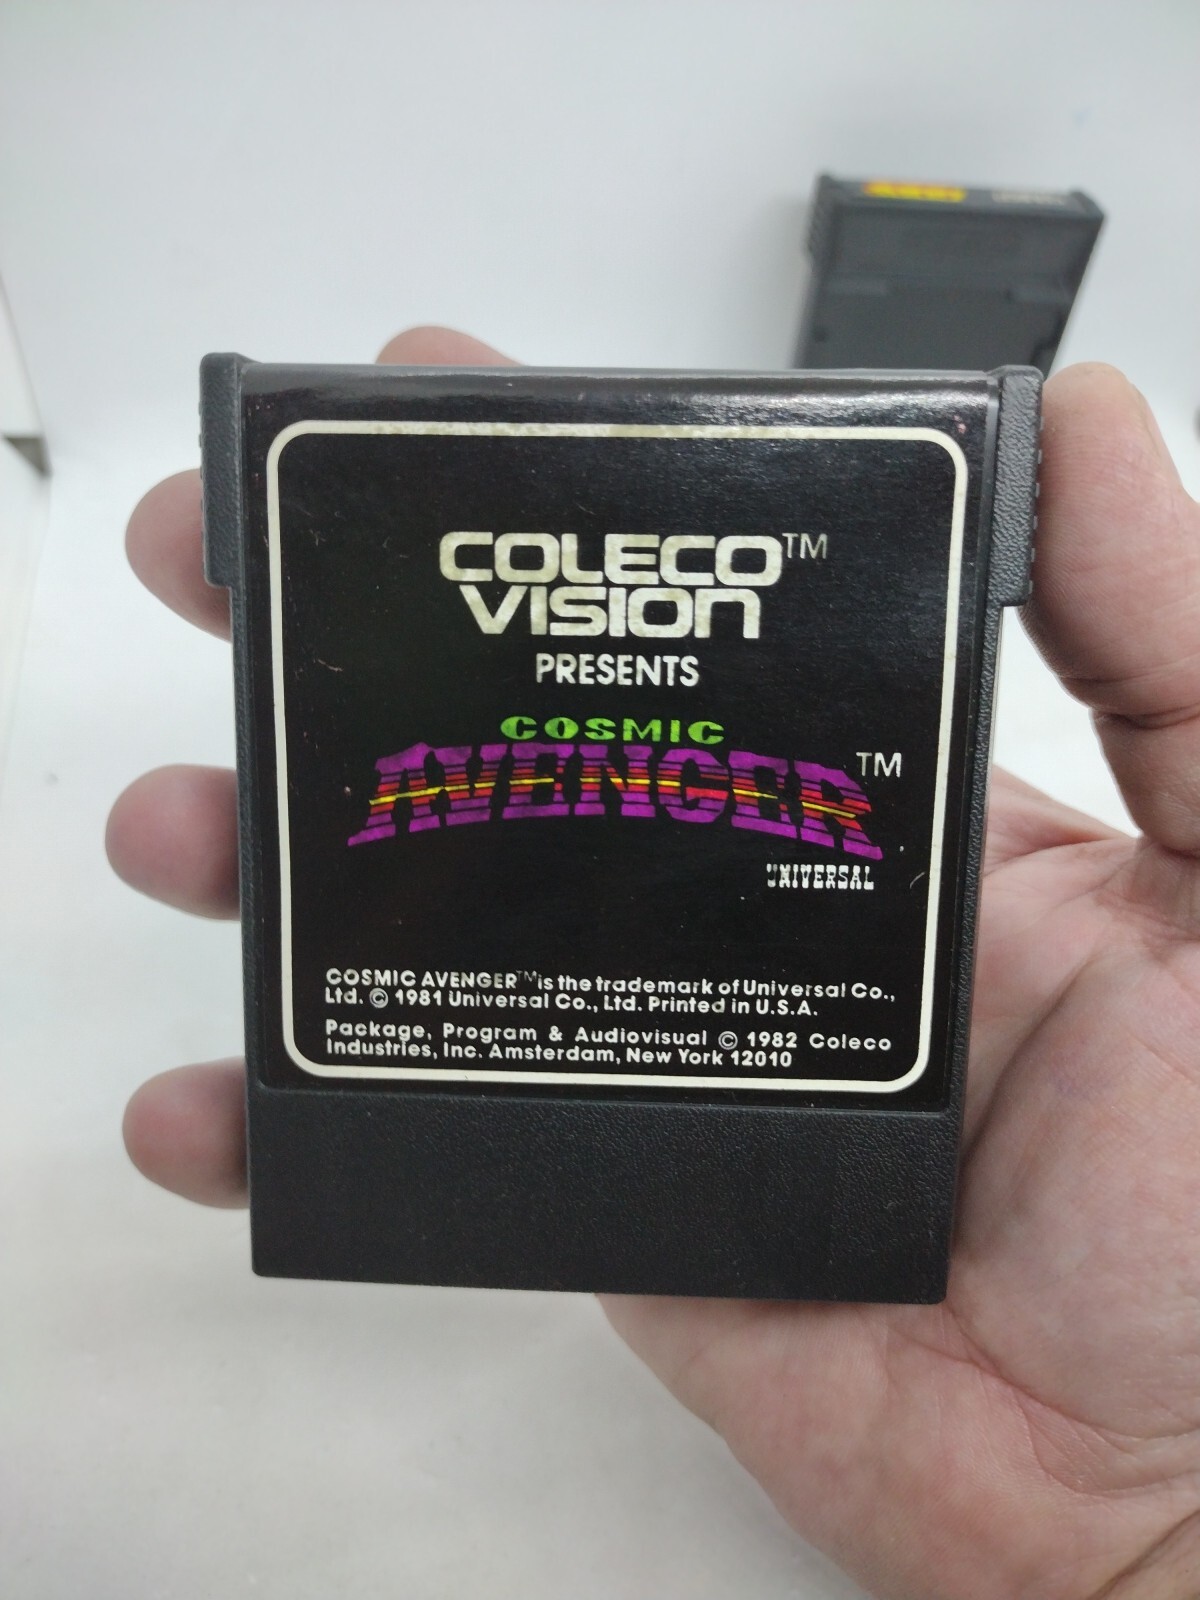 COLECO™
VISION
PRESENTS
COSMIC
AVENGER™
UNIVERSAL
COSMIC AVENGER™ is the trademark of Universal Co.,
Ltd. © 1981 Universal Co., Ltd. Printed in U.S.A.
Package, Program & Audiovisual © 1982 Coleco
Industries, Inc. Amsterdam, New York 12010